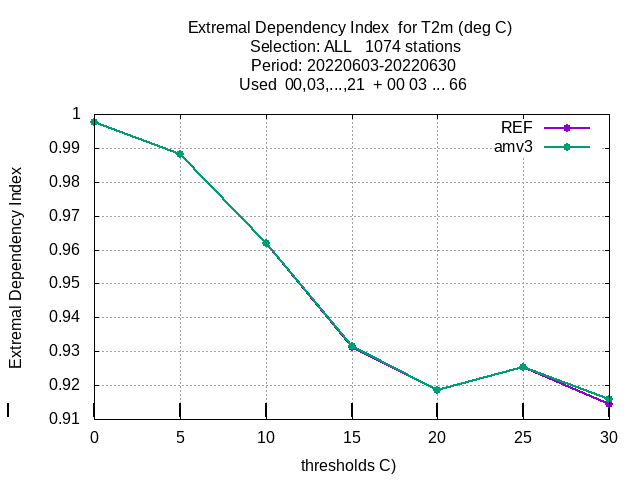 Extremal Dependency Index  for T2m (deg C)
Selection: ALL   1074 stations
Period: 20220603-20220630
Used  00,03,...,21  + 00 03 ... 66
REF
amv3
Extremal Dependency Index
1
0.99
0.98
0.97
0.96
0.95
0.94
0.93
0.92
0.91
0 5 10 15 20 25 30
thresholds C)